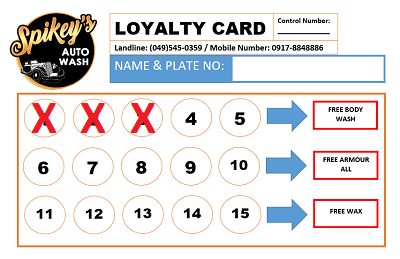 Spikey's
AUTO
WASH
LOYALTY CARD
Control Number:
Landline: (049)545-0359 / Mobile Number: 0917-8848886
NAME & PLATE NO:
X X X 4 5
FREE BODY
WASH
6 7 8 9 10
FREE ARMOUR
ALL
11 12 13 14 15
FREE WAX